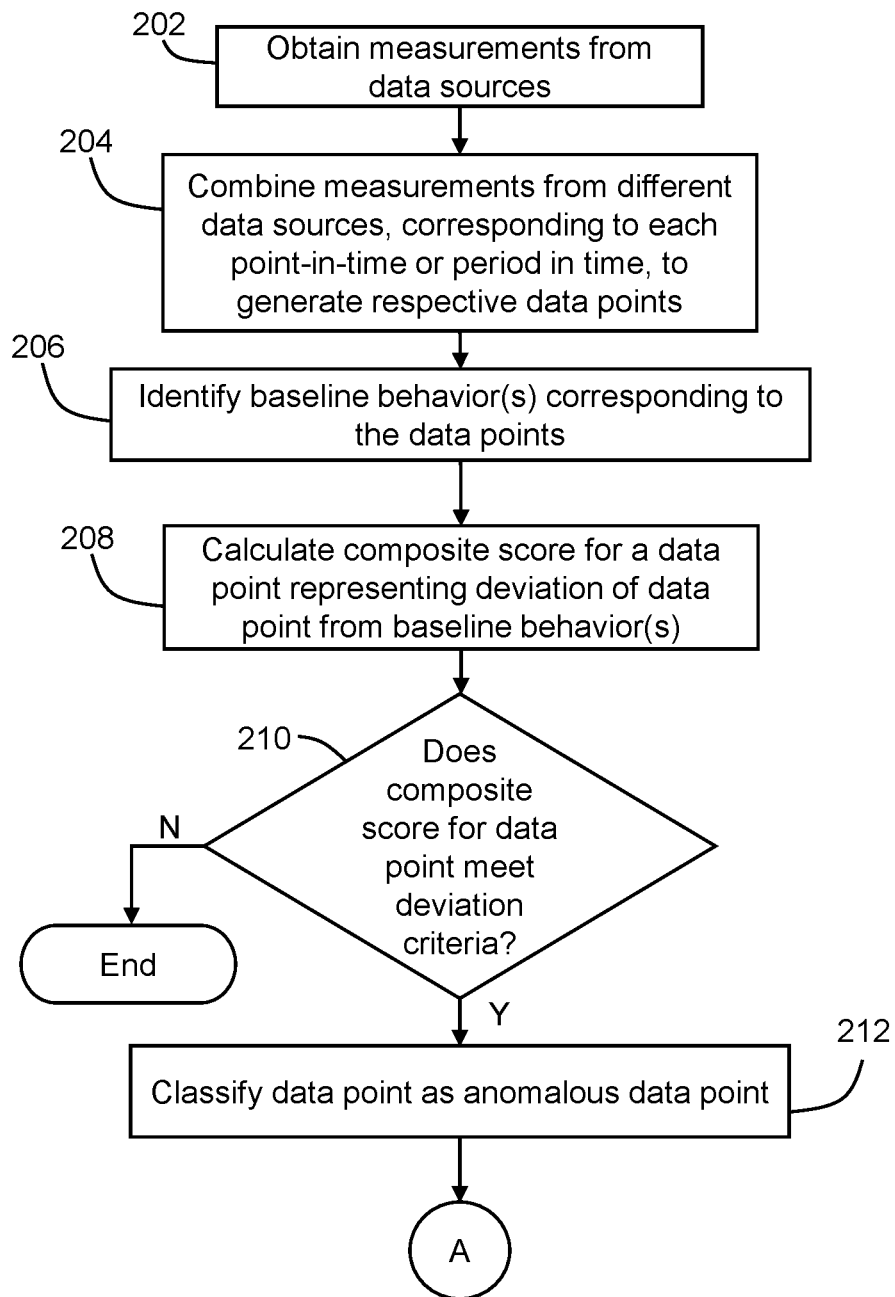 202
Obtain measurements from
data sources
204
Combine measurements from different
data sources, corresponding to each
point-in-time or period in time, to
generate respective data points
206
Identify baseline behavior(s) corresponding to
the data points
208
Calculate composite score for a data
point representing deviation of data
point from baseline behavior(s)
210
Does
composite
score for data
point meet
deviation
criteria?
N
End
Y
212
Classify data point as anomalous data point
A